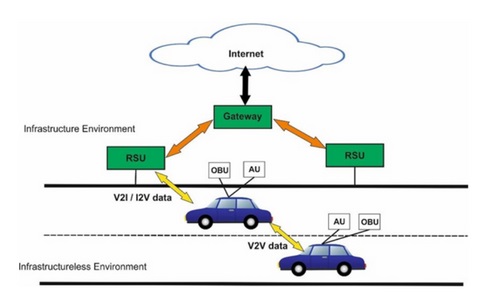 Internet
Gateway
Infrastructure Environment
RSU
RSU
OBU
AU
V2I / I2V data
AU
OBU
V2V data
Infrastructureless Environment